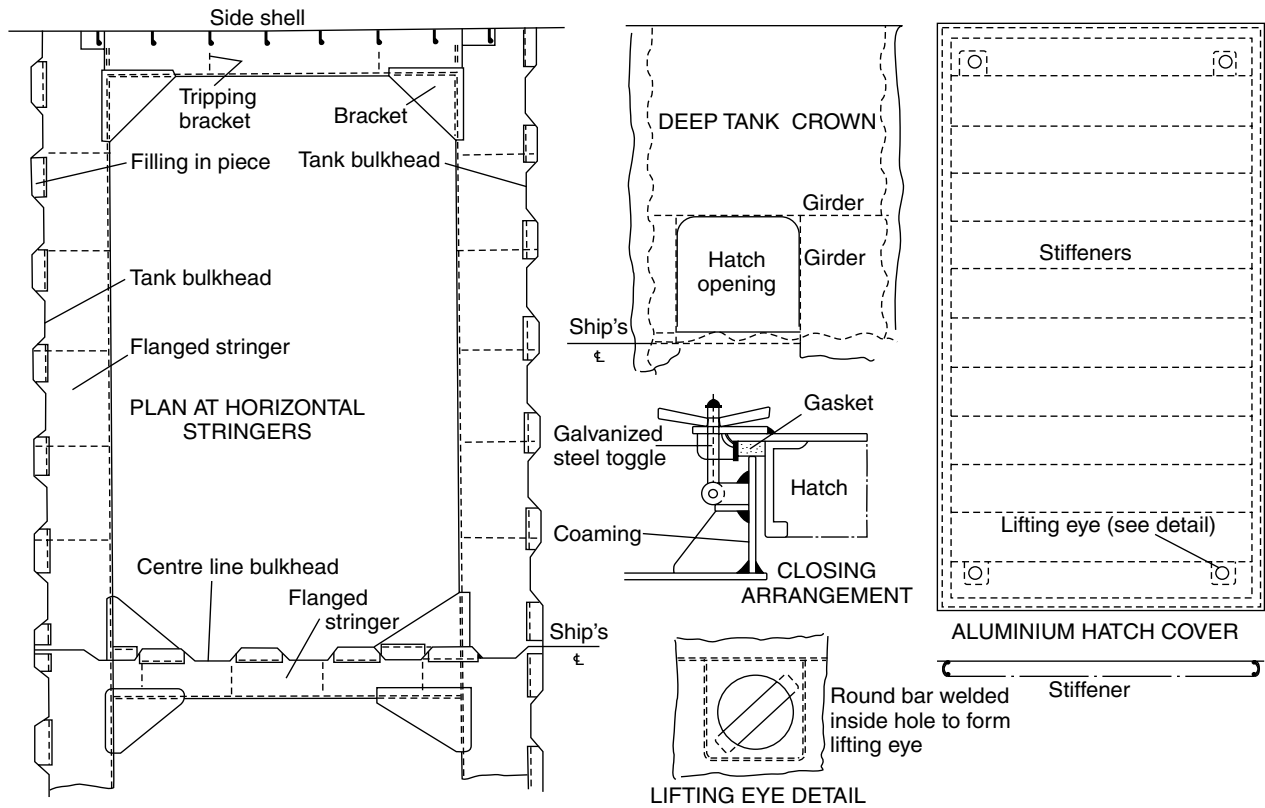 Side shell
Tripping
bracket
Bracket
Filling in piece
Tank bulkhead
Tank bulkhead
Flanged stringer
PLAN AT HORIZONTAL
STRINGERS
Centre line bulkhead
Flanged
stringer
Ship's
℄
DEEP TANK CROWN
Girder
Hatch
opening
Girder
Ship's
℄
Gasket
Galvanized
steel toggle
Hatch
Coaming
CLOSING
ARRANGEMENT
Round bar welded
inside hole to form
lifting eye
LIFTING EYE DETAIL
Stiffeners
Lifting eye (see detail)
ALUMINIUM HATCH COVER
Stiffener